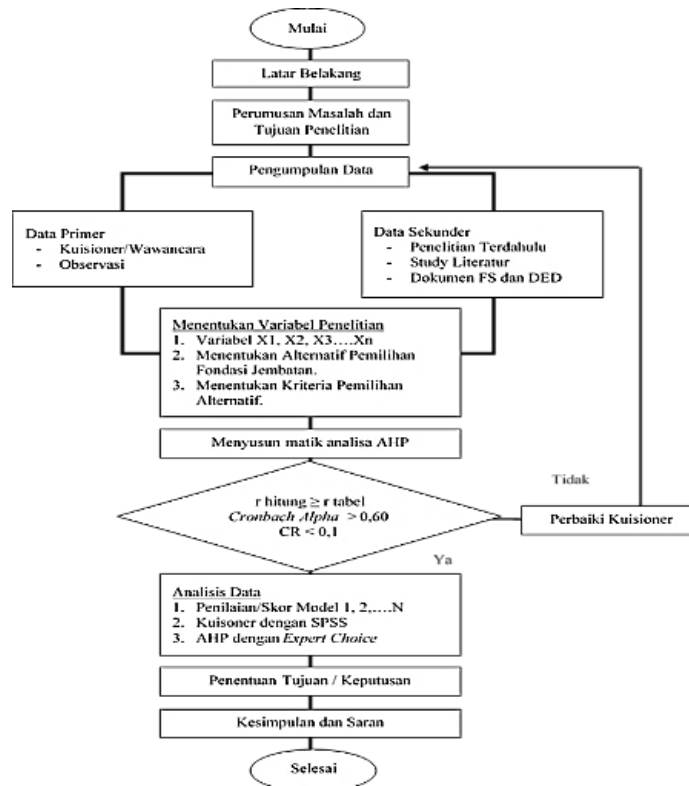 Mulai
Latar Belakang
Perumusan Masalah dan
Tujuan Penelitian
Pengumpulan Data
Data Primer
- Kuisioner/Wawancara
- Observasi
Data Sekunder
- Penelitian Terdahulu
- Study Literatur
- Dokumen FS dan DED
Menentukan Variabel Penelitian
1. Variabel X1, X2, X3....Xn
2. Menentukan Alternatif Pemilihan
Fondasi Jembatan.
3. Menentukan Kriteria Pemilihan
Alternatif.
Menyusun matik analisa AHP
r hitung ≥ r tabel
Cronbach Alpha > 0,60
CR < 0,1
Tidak
Perbaiki Kuisioner
Ya
Analisis Data
1. Penilaian/Skor Model 1, 2,....N
2. Kuisoner dengan SPSS
3. AHP dengan Expert Choice
Penentuan Tujuan / Keputusan
Kesimpulan dan Saran
Selesai